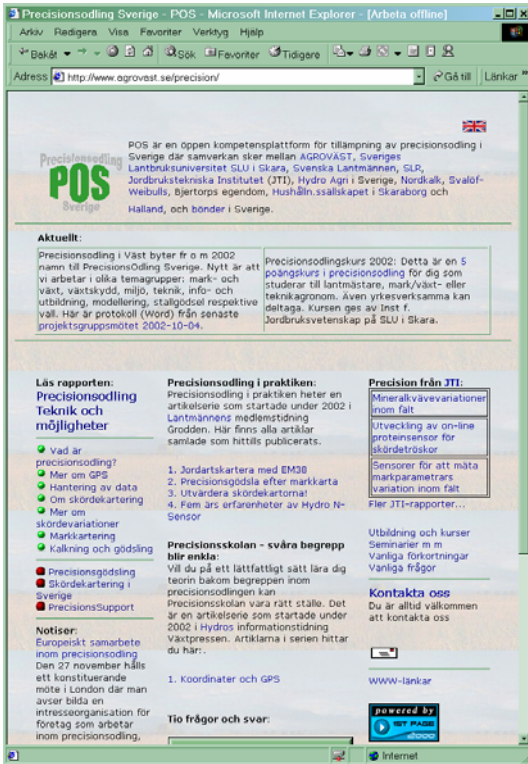 Precisionsodling Sverige - POS - Microsoft Internet Explorer - [Arbeta offline]
Arkiv Redigera Visa Favoriter Verktyg Hjälp
Bakåt Sök Favoriter Tidigare
Adress http://www.agrovast.se/precision/ Gå till Länkar »
POS är en öppen kompetensplattform för tillämpning av precisionsodling i
Sverige där samverkan sker mellan AGROVÄST, Sveriges
Lantbruksuniversitet SLU i Skara, Svenska Lantmännen, SLR,
Jordbrukstekniska Institutet (JTI), Hydro Agri i Sverige, Nordkalk, Svalöf-
Weibulls, Bjertorps egendom, Hushålln.ssällskapet i Skaraborg och
Halland, och bönder i Sverige.
Precisionsodling
POS
Sverige
Aktuellt:
Precisionsodling i Väst byter fr o m 2002
namn till PrecisionsOdling Sverige. Nytt är att
vi arbetar i olika temagrupper: mark- och
växt, växtskydd, miljö, teknik, info- och
utbildning, modellering, stallgödsel respektive
vall. Här är protokoll (Word) från senaste
projektsgruppsmötet 2002-10-04.
Precisionsodlingskurs 2002: Detta är en 5
poängskurs i precisionsodling för dig som
studerar till lantmästare, mark/växt- eller
teknikagronom. Även yrkesverksamma kan
deltaga. Kursen ges av Inst f.
Jordbruksvetenskap på SLU i Skara.
Läs rapporten:
Precisionsodling
Teknik och
möjligheter
Vad är
precisionsodling?
Mer om GPS
Hantering av data
Om skördekartering
Mer om
skördevariationer
Markkartering
Kalkning och gödsling
Precisionsgödsling
Skördekartering i
Sverige
PrecisionsSupport
Notiser:
Europeiskt samarbete
inom precisionsodling
Den 27 november hålls
ett konstituerande
möte i London där man
avser bilda en
intresseorganisation för
företag som arbetar
inom precisionsodling,
Precisionsodling i praktiken:
Precisionsodling i praktiken heter en
artikelserie som startade under 2002 i
Lantmännens medlemstidning
Grodden. Här finns alla artiklar
samlade som hittills publicerats.
1. Jordartskartera med EM38
2. Precisionsgödsla efter markkarta
3. Utvärdera skördekartorna!
4. Fem års erfarenheter av Hydro N-
Sensor
Precisionsskolan - svåra begrepp
blir enkla:
Vill du på ett lättfattligt sätt lära dig
teorin bakom begreppen inom
precisionsodlingen kan
Precisionsskolan vara rätt ställe. Det
är en artikelserie som startade under
2002 i Hydros informationstidning
Växtpressen. Artiklarna i serien hittar
du här:.
1. Koordinater och GPS
Tio frågor och svar:
Precision från JTI:
Mineralkvävevariationer
inom fält
Utveckling av on-line
proteinsensor för
skördetröskor
Sensorer för att mäta
markparametrars
variation inom fält
Fler JTI-rapporter...
Utbildning och kurser
Seminarier m m
Vanliga förkortningar
Vanliga frågor
Kontakta oss
Du är alltid välkommen
att kontakta oss
WWW-länkar
powered by
1ST PAGE
2000
Internet